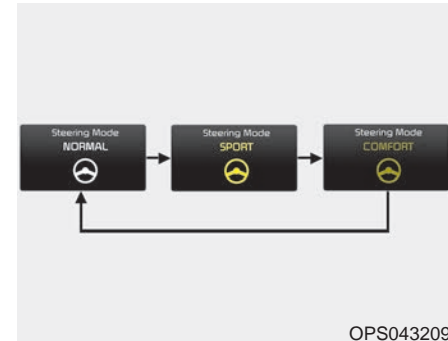 Steering Mode
NORMAL
Steering Mode
SPORT
Steering Mode
COMFORT
OPS043209